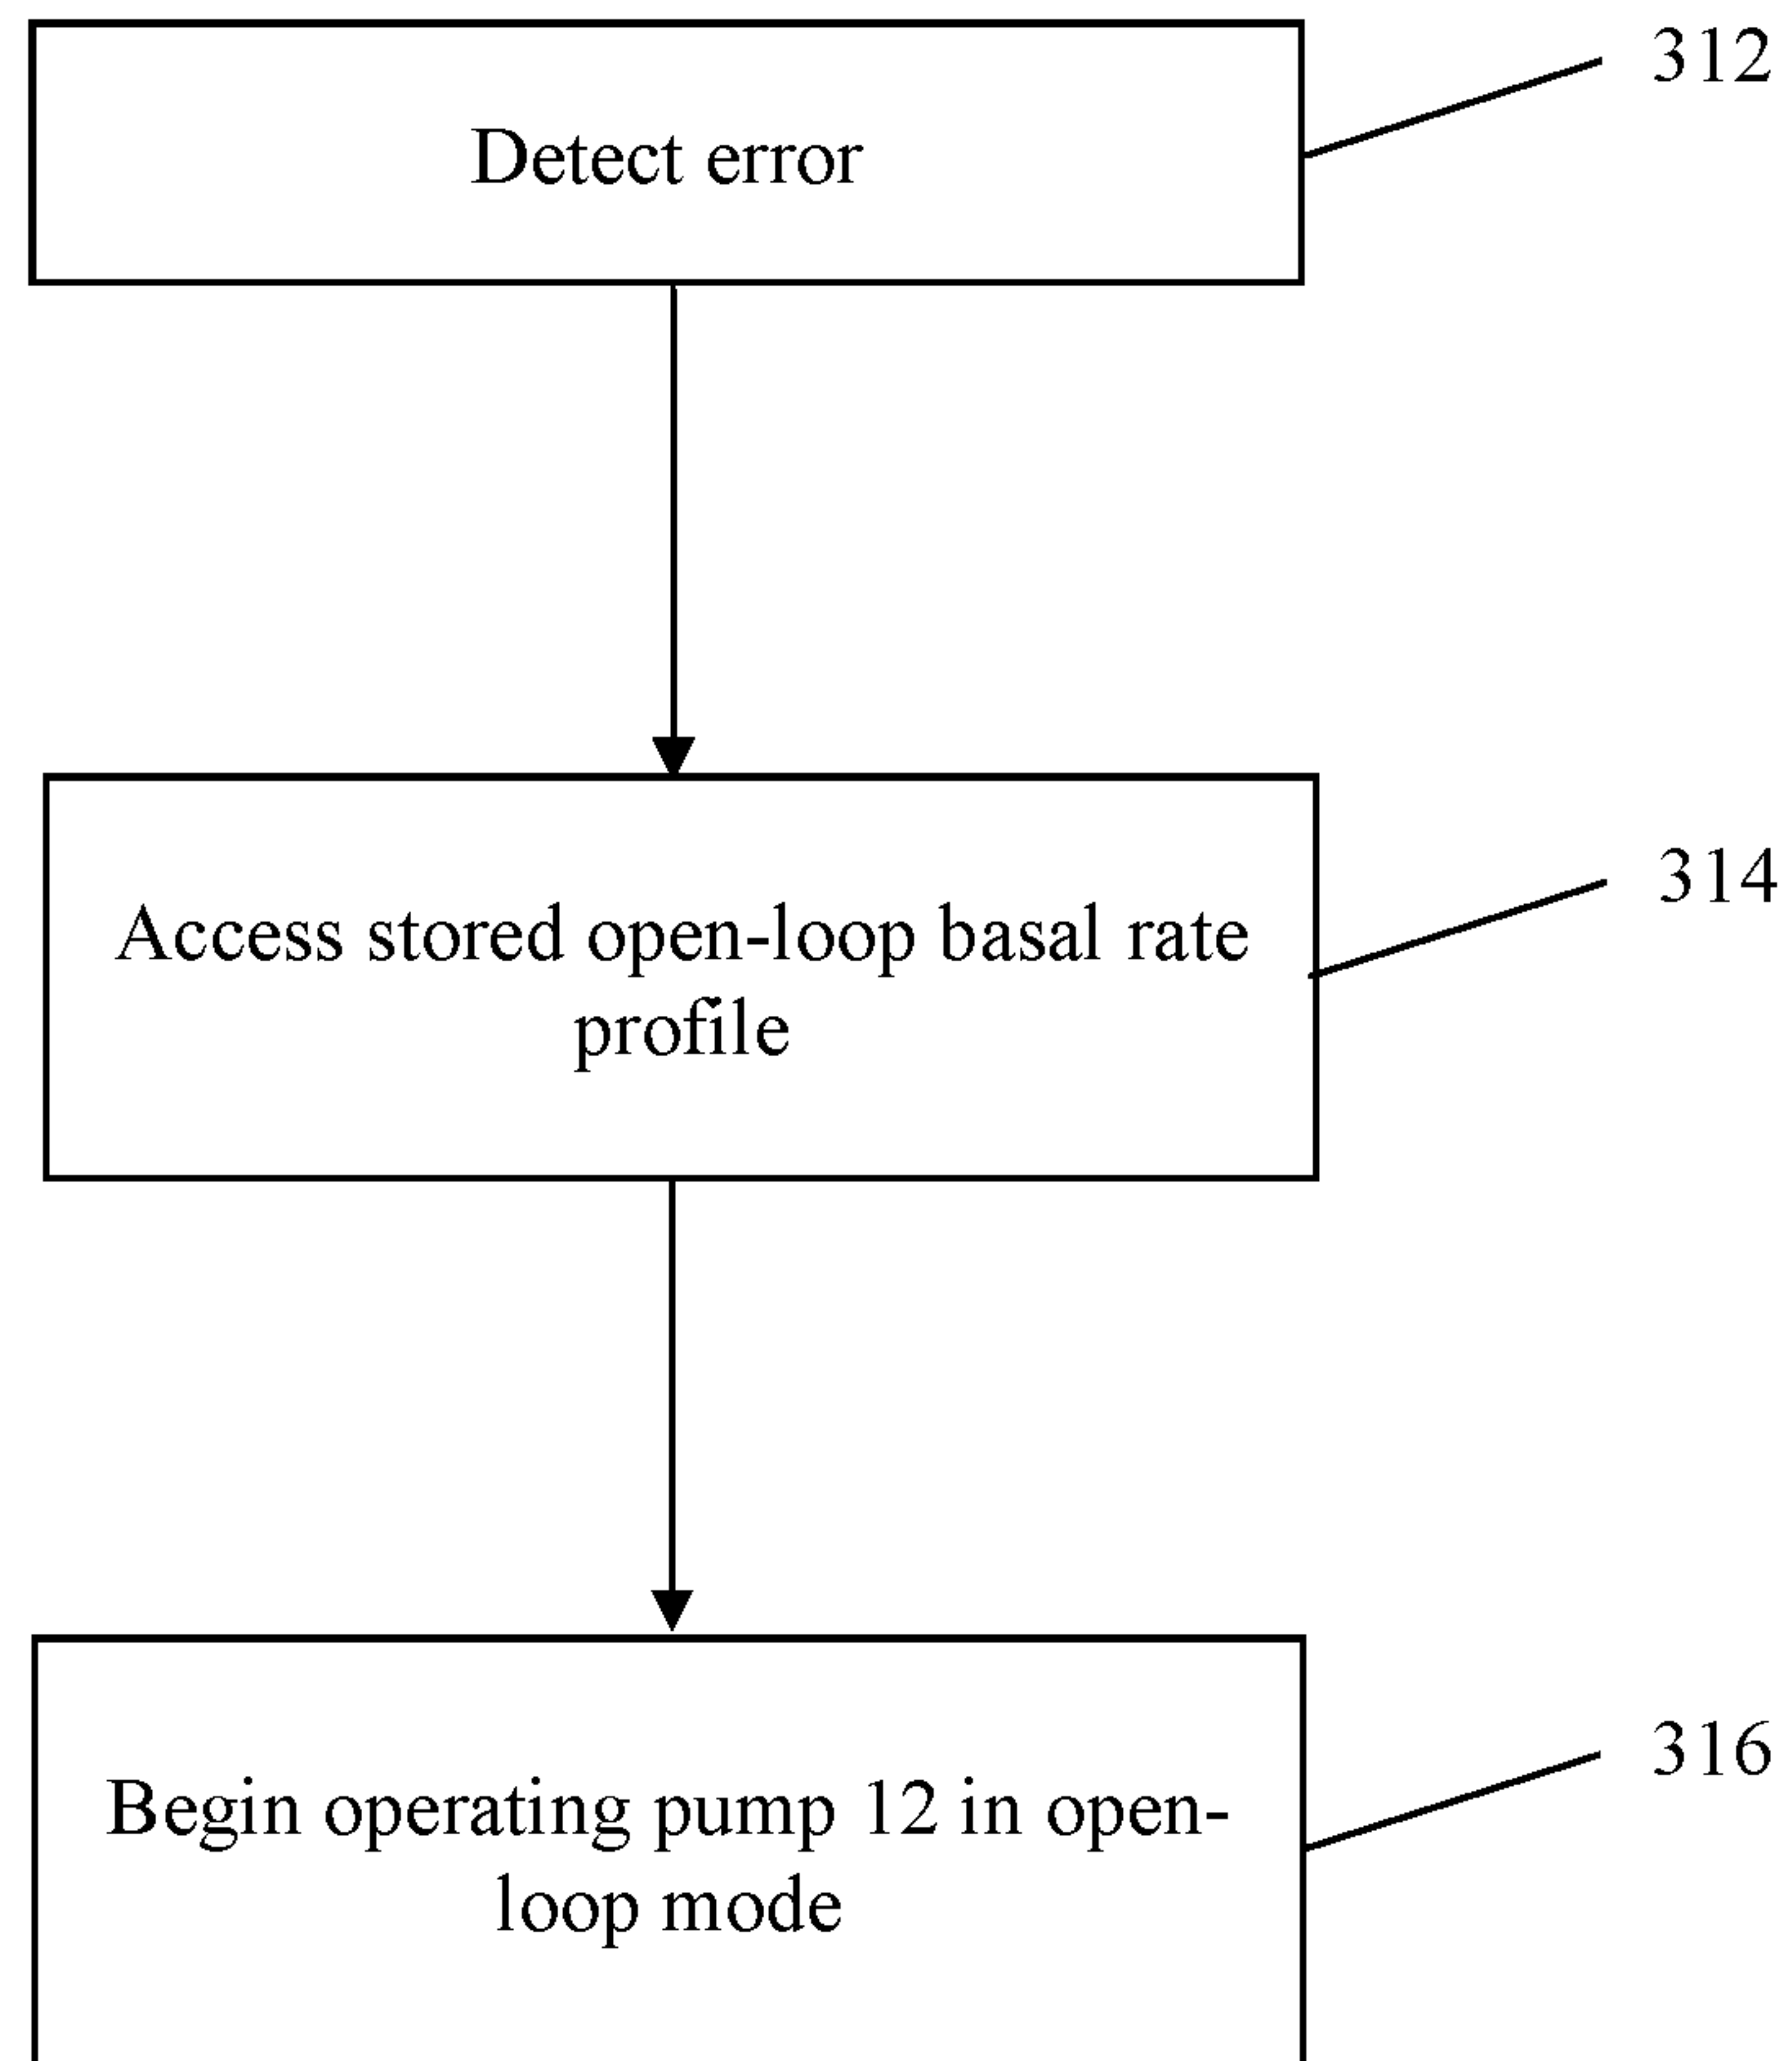 312
Detect error
314
Access stored open-loop basal rate
profile
316
Begin operating pump 12 in open-
loop mode